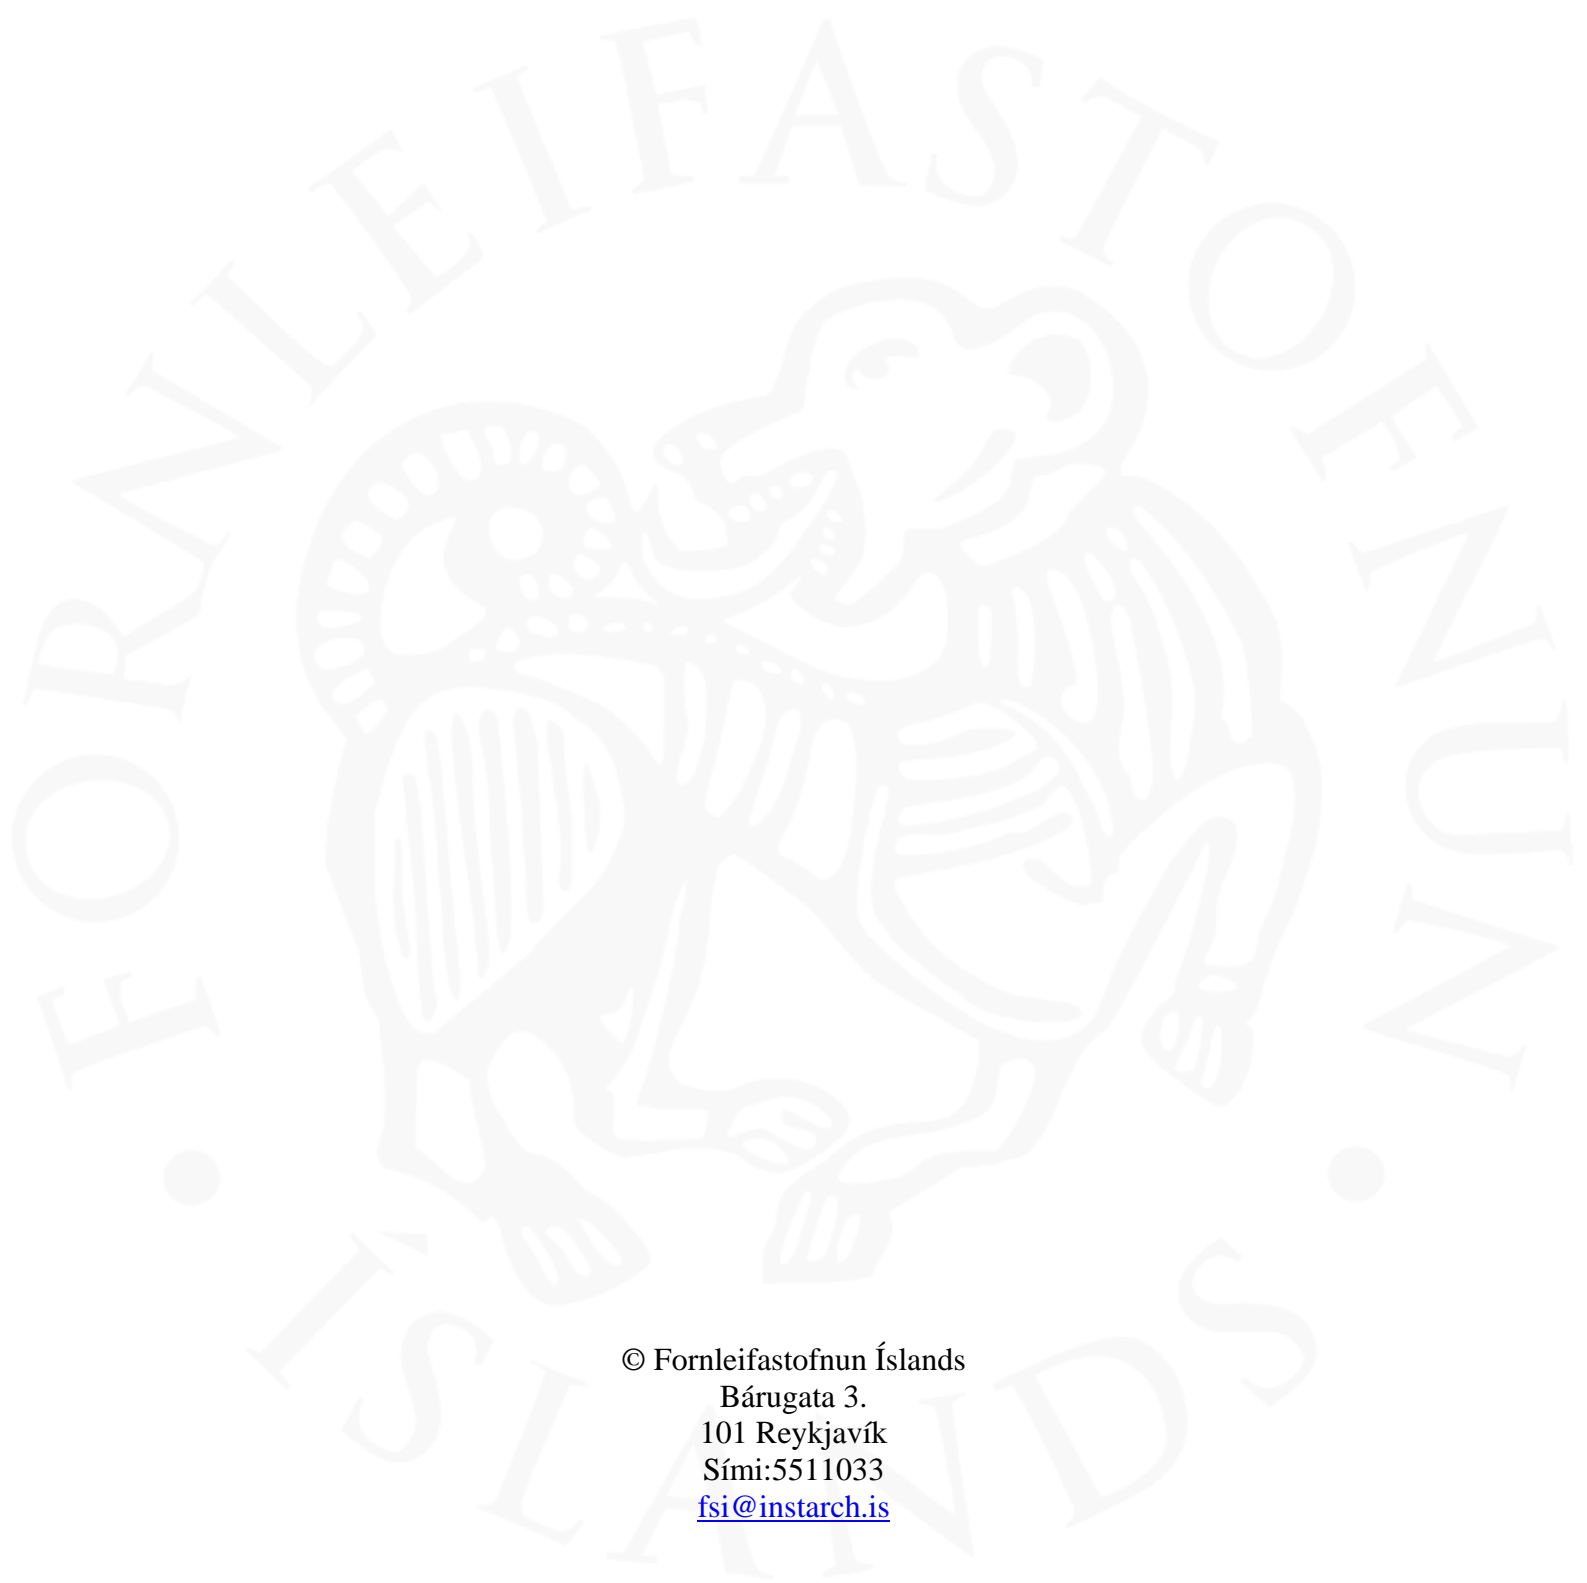 FORNLEIFASTOFNUN
ÍSLANDS
© Fornleifastofnun Íslands
Bárugata 3.
101 Reykjavík
Sími:5511033
fsi@instarch.is